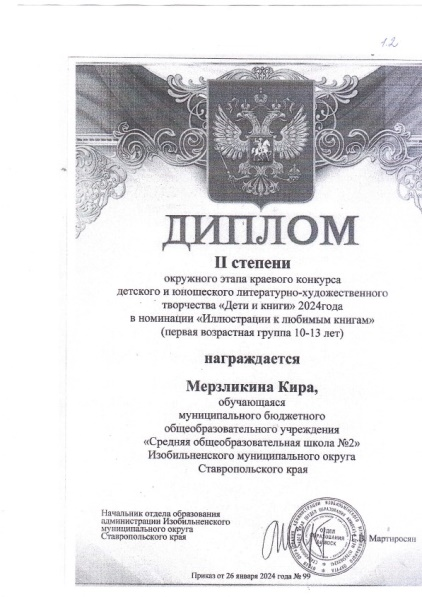 1.2
ДИПЛОМ
II степени
окружного этапа краевого конкурса
детского и юношеского литературно-художественного
творчества «Дети и книги» 2024года
в номинации «Иллюстрации к любимым книгам»
(первая возрастная группа 10-13 лет)
награждается
Мерзликина Кира,
обучающаяся
муниципального бюджетного
общеобразовательного учреждения
«Средняя общеобразовательная школа №2»
Изобильненского муниципального округа
Ставропольского края
Начальник отдела образования
администрации Изобильненского
муниципального округа
Ставропольского края
ОТДЕЛ
ОБРАЗОВАНИЯ
Г.В. Мартиросян
Приказ от 26 января 2024 года № 99